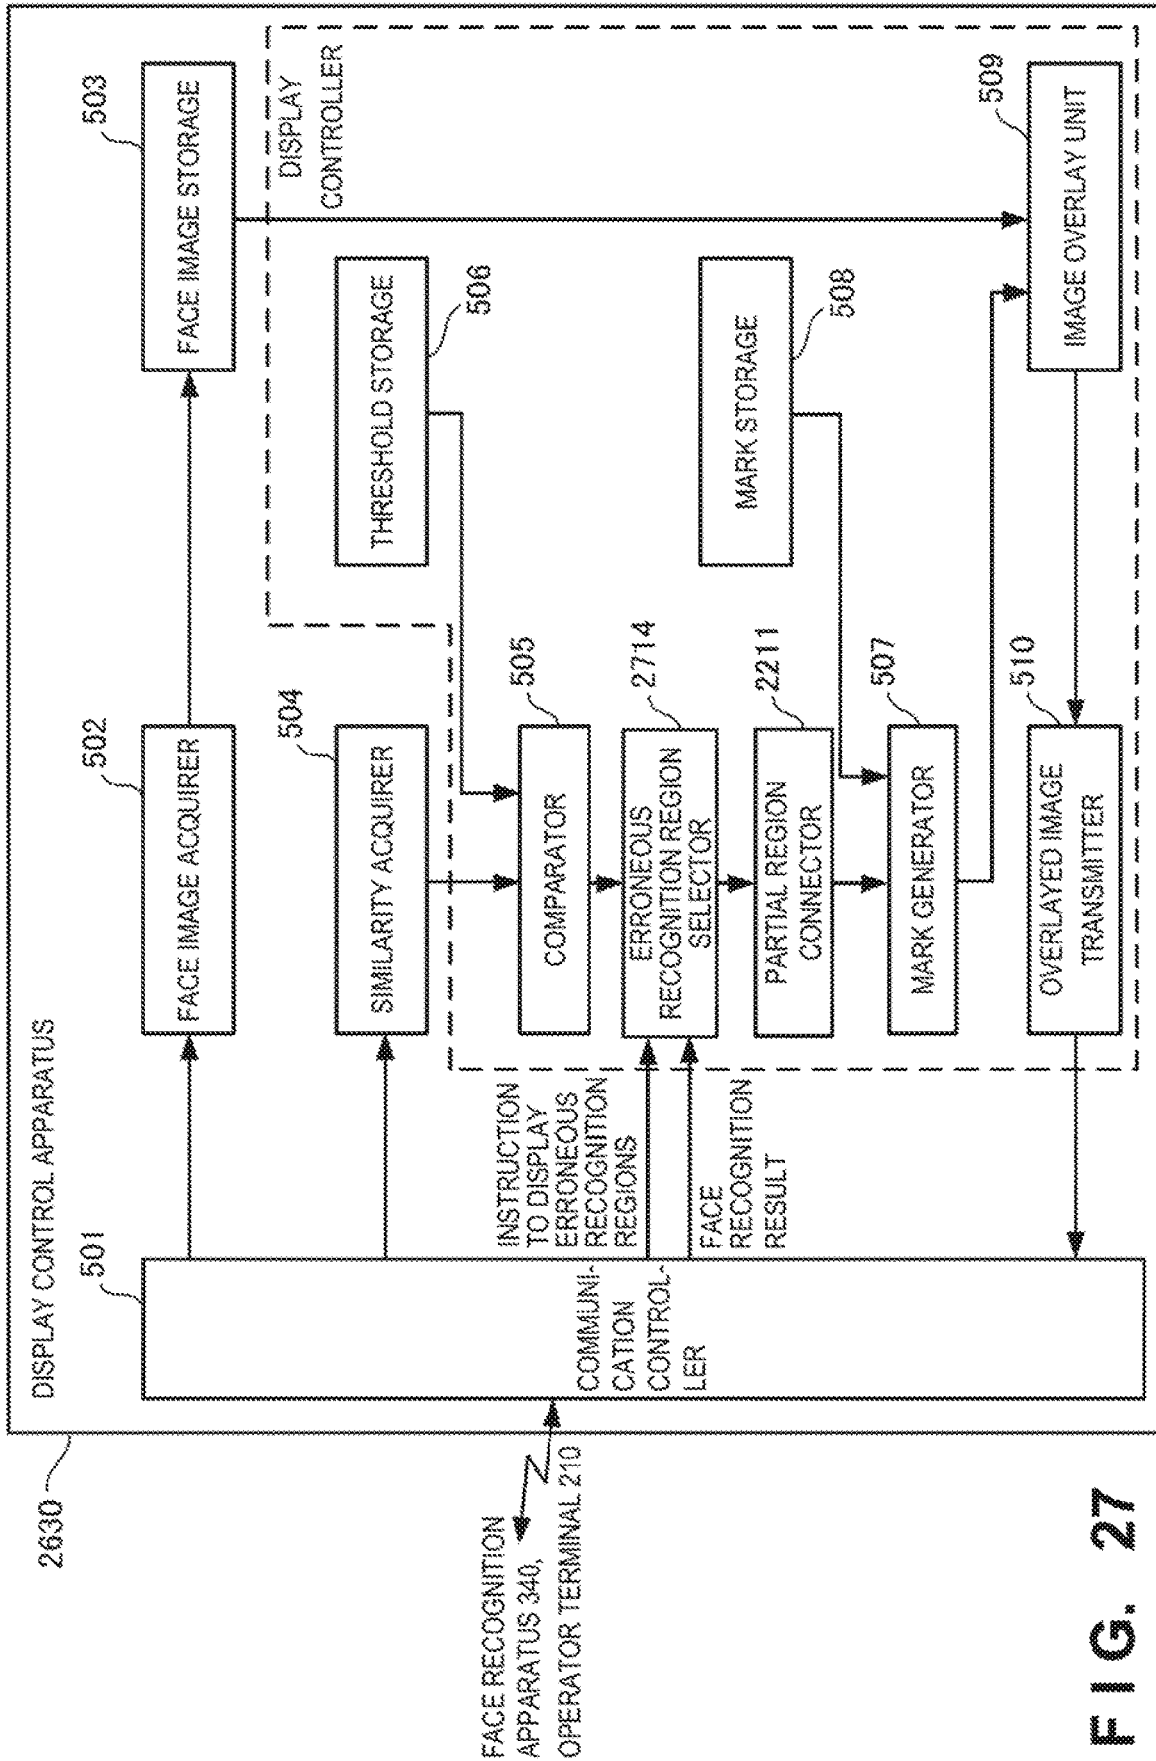 DISPLAY CONTROL APPARATUS
2630
501
502
503
FACE IMAGE ACQUIRER
FACE IMAGE STORAGE
504
SIMILARITY ACQUIRER
THRESHOLD STORAGE
506
DISPLAY
CONTROLLER
505
COMPARATOR
INSTRUCTION
TO DISPLAY
ERRONEOUS
RECOGNITION
REGIONS
2714
ERRONEOUS
RECOGNITION REGION
SELECTOR
FACE
RECOGNITION
RESULT
COMMUNI-
CATION
CONTROL-
LER
FACE RECOGNITION
APPARATUS 340,
OPERATOR TERMINAL 210
2211
PARTIAL REGION
CONNECTOR
MARK STORAGE
508
507
MARK GENERATOR
510
OVERLAYED IMAGE
TRANSMITTER
509
IMAGE OVERLAY UNIT
FIG. 27